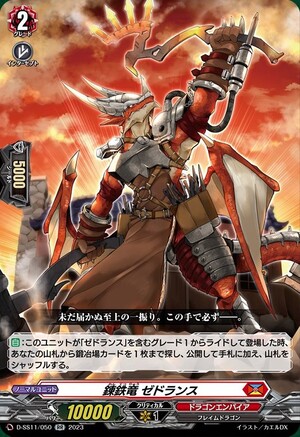 2
グレード
インターセプト
5000
シールド
未だ届かぬ至上の一振り。この手で必ず――。
自:このユニットが「ゼドランス」を含むグレード1からライドして登場した時、
あなたの山札から鍛冶場カードを1枚まで探し、公開して手札に加え、山札を
シャッフルする。
ノーマルユニット
錬鉄竜 ゼドランス
パワー
10000
クリティカル
1
ドラゴンエンパイア
フレイムドラゴン
D-SS11/050
RR
2023
イラスト/カエルDX